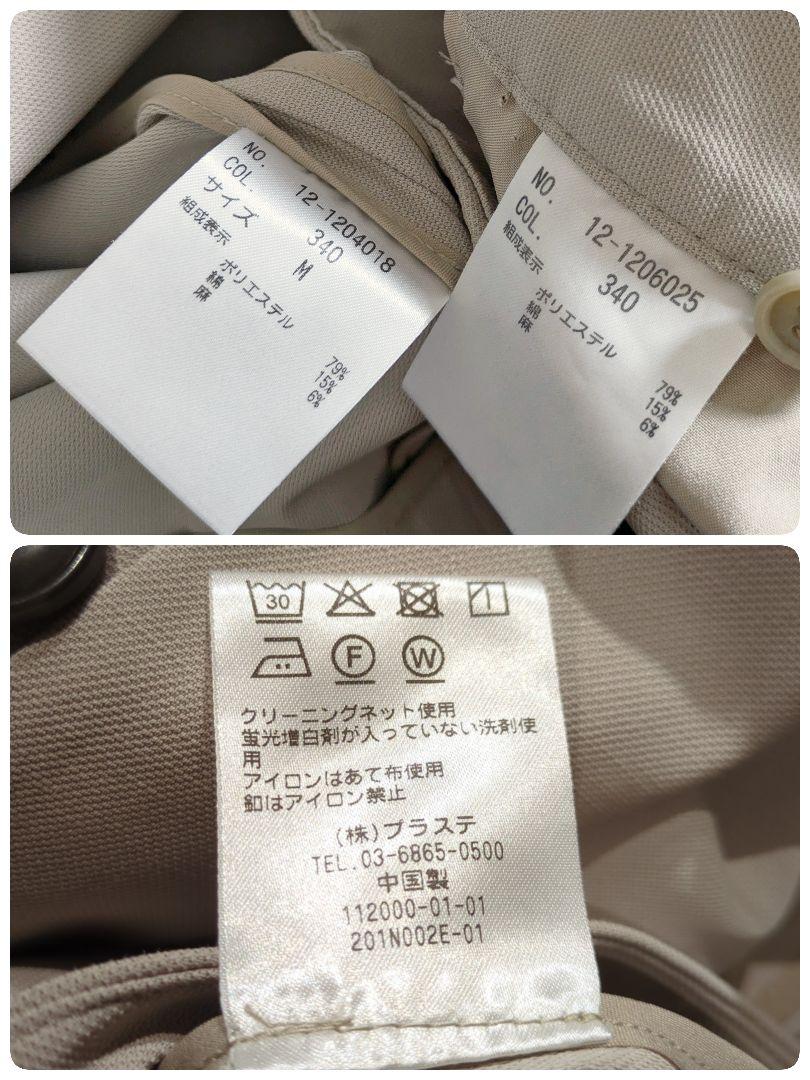 NO. 12-1204018
COL. 340
サイズ M
組成表示
ポリエステル 79%
綿 15%
麻 6%
NO. 12-1206025
COL. 340
組成表示
ポリエステル 79%
綿 15%
麻 6%
30
F W
クリーニングネット使用
蛍光増白剤が入っていない洗剤使
用
アイロンはあて布使用
釦はアイロン禁止
(株)プラステ
TEL.03-6865-0500
中国製
112000-01-01
201N002E-01